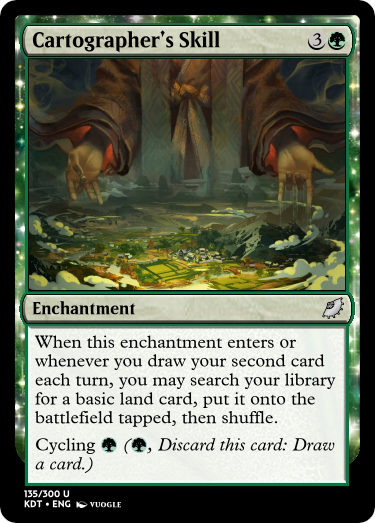 Cartographer's Skill 3
Enchantment
When this enchantment enters or
whenever you draw your second card
each turn, you may search your library
for a basic land card, put it onto the
battlefield tapped, then shuffle.
Cycling (, Discard this card: Draw
a card.)
135/300 U
KDT • ENG VUOGLE